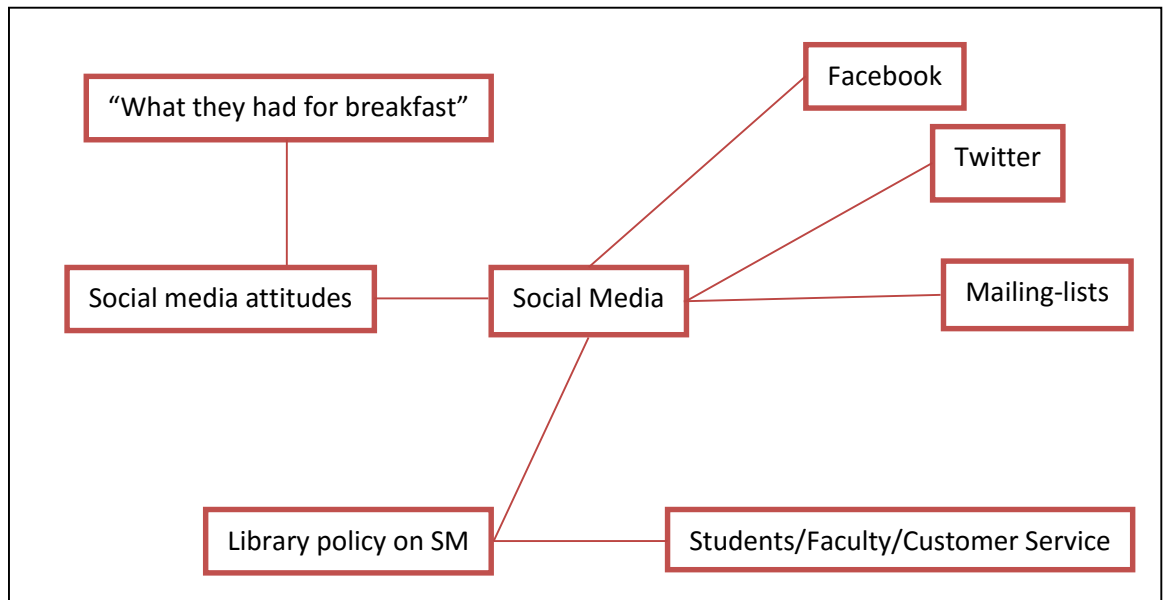 Facebook
“What they had for breakfast”
Twitter
Social media attitudes
Social Media
Mailing-lists
Library policy on SM
Students/Faculty/Customer Service